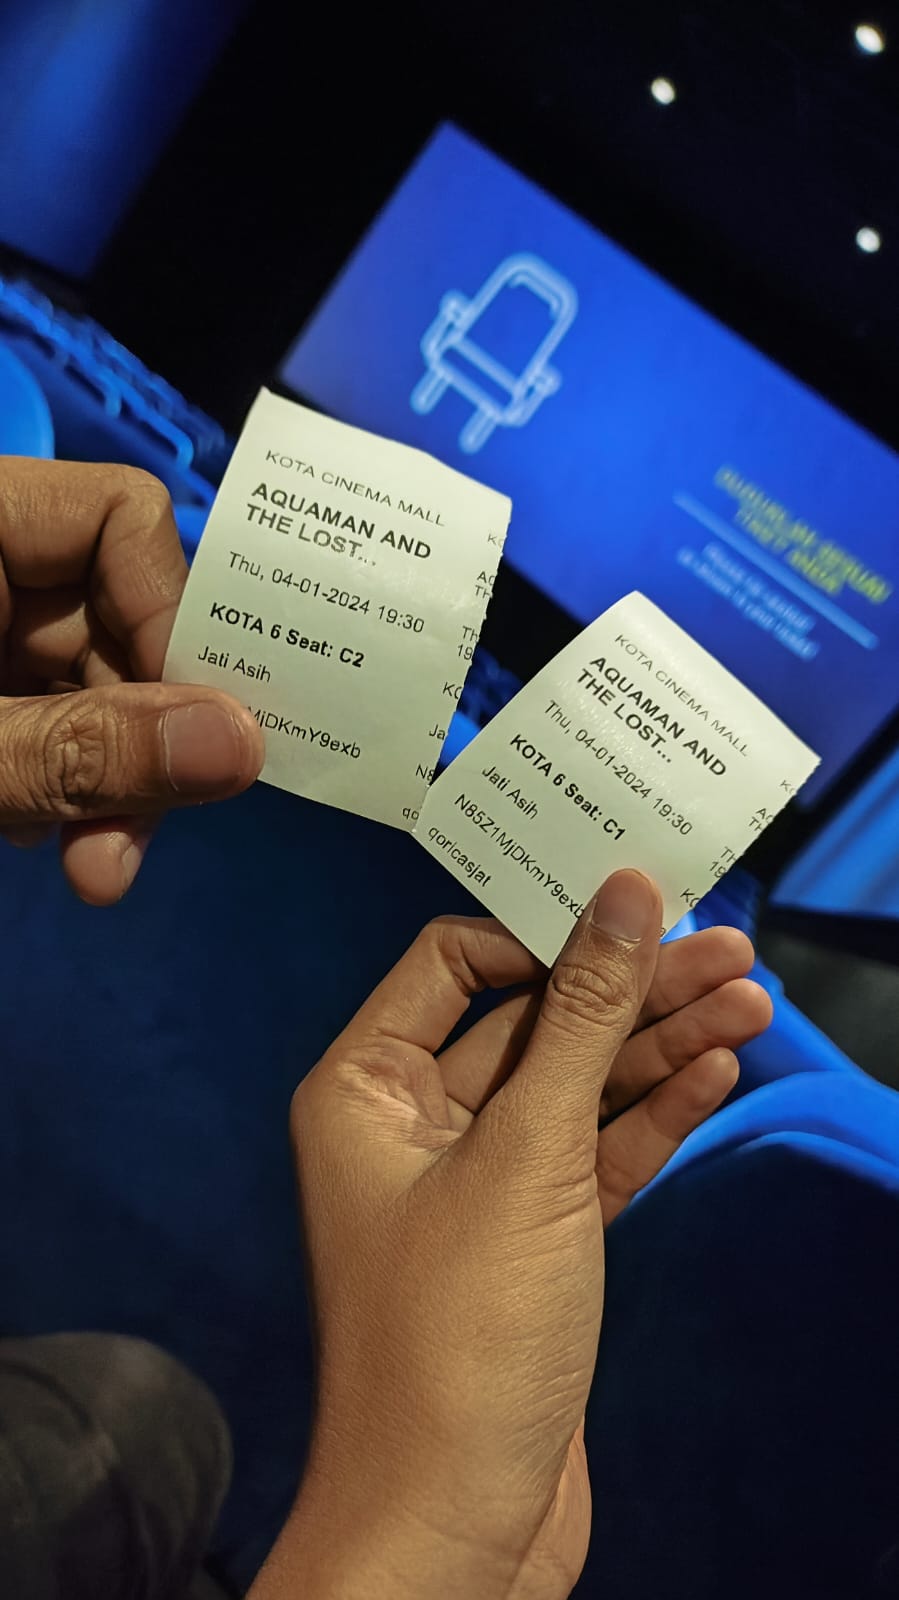 KOTA CINEMA MALL
AQUAMAN AND
THE LOST...
Thu, 04-01-2024 19:30
KOTA 6 Seat: C2
Jati Asih
MjDKmY9exb
KOTA CINEMA MALL
AQUAMAN AND
THE LOST...
Thu, 04-01-2024 19:30
KOTA 6 Seat: C1
Jati Asih
N85Z1MjDKmY9exb
qoricasjat